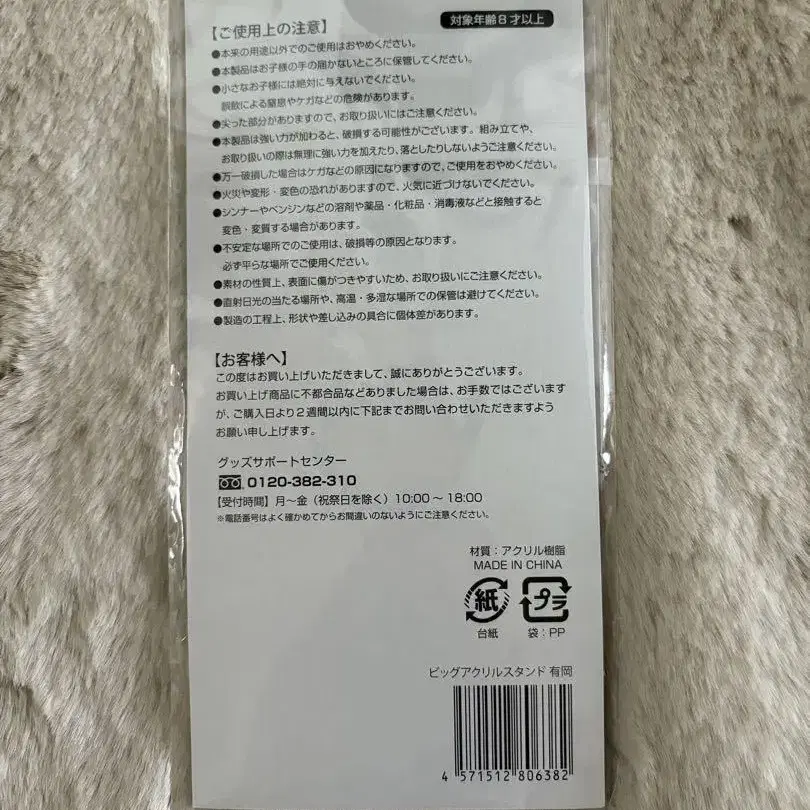 対象年齢8才以上
【ご使用上の注意】
●本来の用途以外でのご使用はおやめください。
●本製品はお子様の手の届かないところに保管してください。
●小さなお子様には絶対に与えないでください。
誤飲による窒息やケガなどの危険があります。
●尖った部分がありますので、お取り扱いにはご注意ください。
●本製品は強い力が加わると、破損する可能性がございます。組み立てや、
お取り扱いの際は無理に強い力を加えたり、落としたりしないようご注意ください。
●万一破損した場合はケガなどの原因になりますので、ご使用をおやめください。
●火災や変形・変色の恐れがありますので、火気に近づけないでください。
●シンナーやベンジンなどの溶剤や薬品・化粧品・消毒液などと接触すると
変色・変質する場合があります。
●不安定な場所でのご使用は、破損等の原因となります。
必ず平らな場所でご使用ください。
●素材の性質上、表面に傷がつきやすいため、お取り扱いにご注意ください。
●直射日光の当たる場所や、高温・多湿な場所での保管は避けてください。
●製造の工程上、形状や差し込みの具合に個体差があります。
【お客様へ】
この度はお買い上げいただきまして、誠にありがとうございます。
お買い上げ商品に不都合品などありました場合は、お手数ではございます
が、ご購入日より2週間以内に下記までお問い合わせいただきますよう
お願い申し上げます。
グッズサポートセンター
0120-382-310
【受付時間】月〜金（祝祭日を除く）10:00〜18:00
※電話番号はよく確かめてからお間違いのないようにご注意ください。
材質：アクリル樹脂
MADE IN CHINA
紙 プラ
台紙 袋：PP
ビッグアクリルスタンド 有岡
4 571512 806382